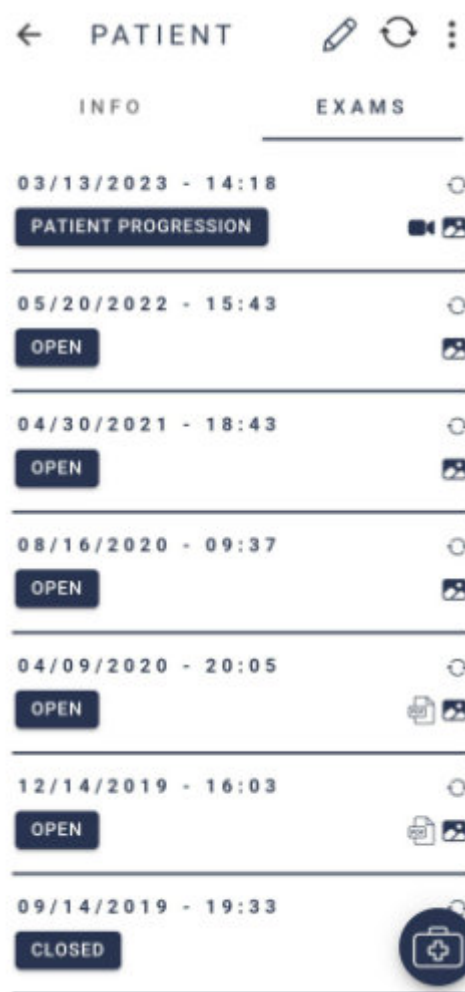 PATIENT
INFO EXAMS
03/13/2023 - 14:18
PATIENT PROGRESSION
05/20/2022 - 15:43
OPEN
04/30/2021 - 18:43
OPEN
08/16/2020 - 09:37
OPEN
04/09/2020 - 20:05
OPEN
PDF
12/14/2019 - 16:03
OPEN
PDF
09/14/2019 - 19:33
CLOSED